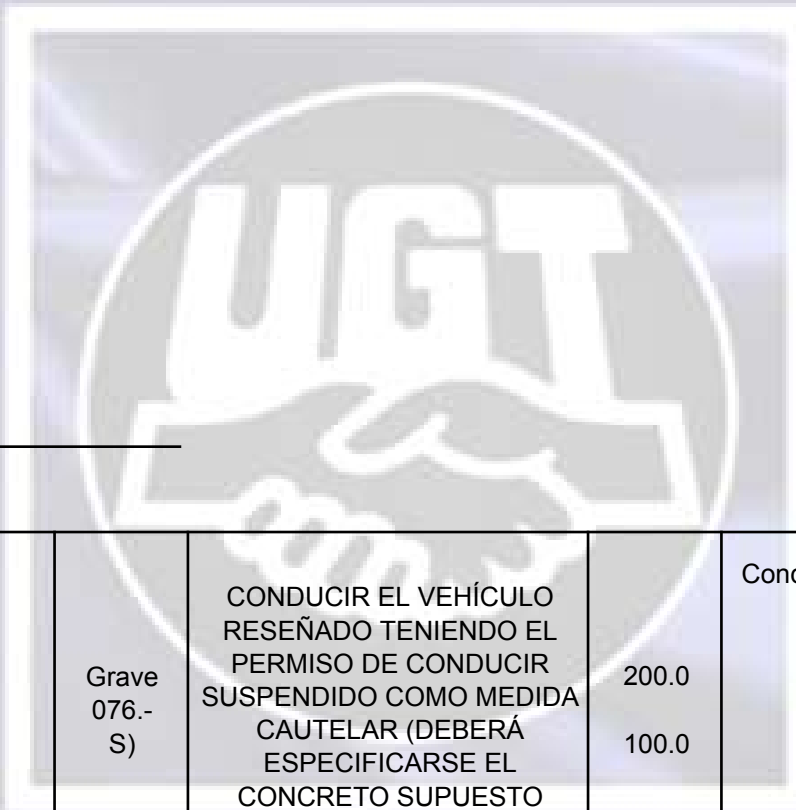 UGT
Grave
076.-
S)
CONDUCIR EL VEHÍCULO
RESEÑADO TENIENDO EL
PERMISO DE CONDUCIR
SUSPENDIDO COMO MEDIDA
CAUTELAR (DEBERÁ
ESPECIFICARSE EL
CONCRETO SUPUESTO
200.0
100.0